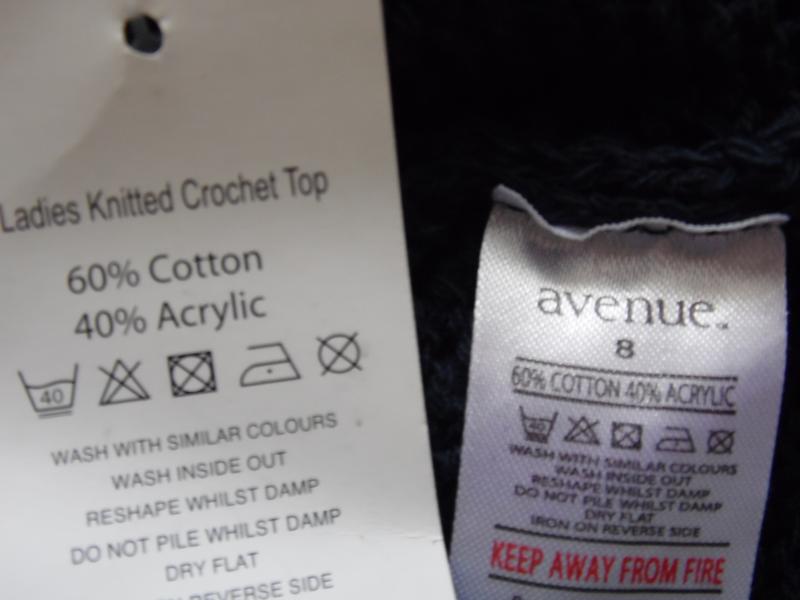 Ladies Knitted Crochet Top
60% Cotton
40% Acrylic
40
WASH WITH SIMILAR COLOURS
WASH INSIDE OUT
RESHAPE WHILST DAMP
DO NOT PILE WHILST DAMP
DRY FLAT
REVERSE SIDE
avenue.
8
60% COTTON 40% ACRYLIC
40
WASH WITH SIMILAR COLOURS
WASH INSIDE OUT
RESHAPE WHILST DAMP
DO NOT PILE WHILST DAMP
DRY FLAT
IRON ON REVERSE SIDE
KEEP AWAY FROM FIRE